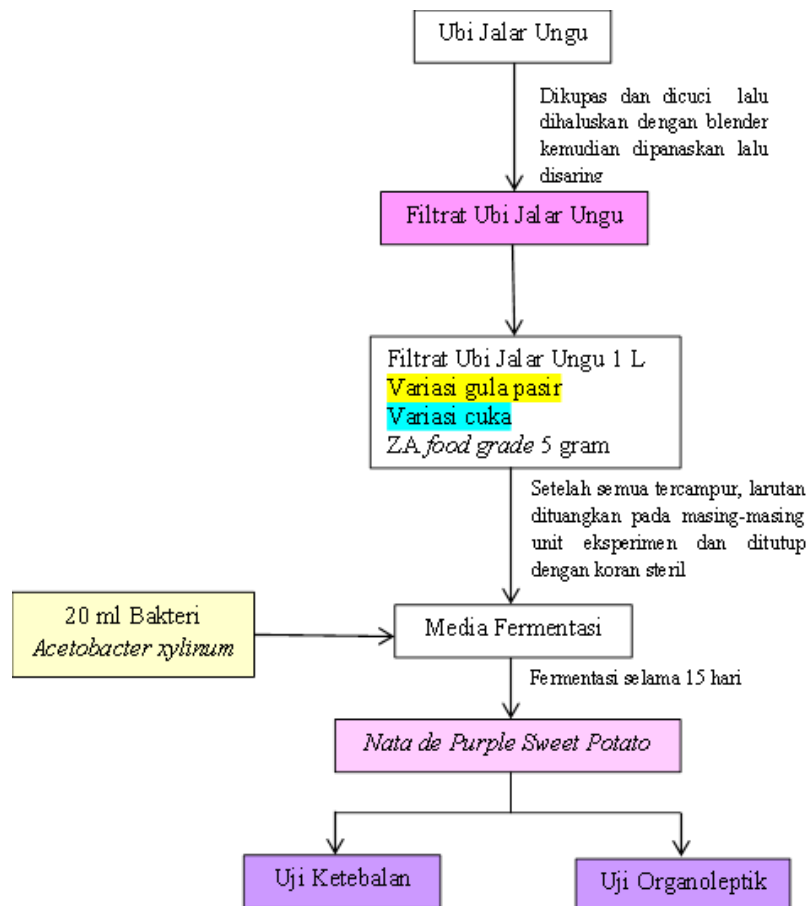 Ubi Jalar Ungu
Dikupas dan dicuci lalu
dihaluskan dengan blender
kemudian dipanaskan lalu
disaring
Filtrat Ubi Jalar Ungu
Filtrat Ubi Jalar Ungu 1 L
Variasi gula pasir
Variasi cuka
ZA food grade 5 gram
Setelah semua tercampur, larutan
dituangkan pada masing-masing
unit eksperimen dan ditutup
dengan koran steril
20 ml Bakteri
Acetobacter xylinum
Media Fermentasi
Fermentasi selama 15 hari
Nata de Purple Sweet Potato
Uji Ketebalan
Uji Organoleptik